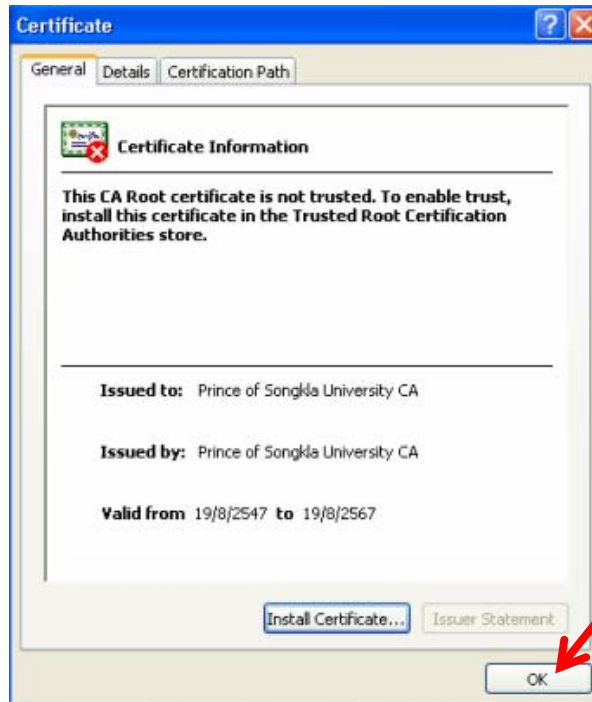 Certificate
General Details Certification Path
Certificate Information
This CA Root certificate is not trusted. To enable trust,
install this certificate in the Trusted Root Certification
Authorities store.
Issued to: Prince of Songkla University CA
Issued by: Prince of Songkla University CA
Valid from 19/8/2547 to 19/8/2567
Install Certificate... Issuer Statement
OK